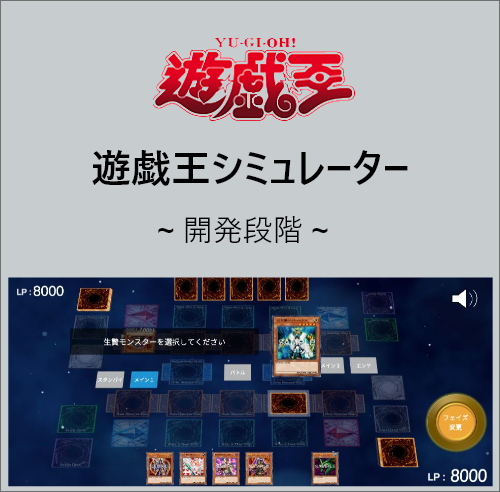 YU-GI-OH!
遊戯王
遊戯王シミュレーター
~ 開発段階 ~
LP : 8000
生贄モンスターを選択してください
スタンバイ
メイン1
バトル
メイン2
エンド
フェイズ
変更
LP : 8000